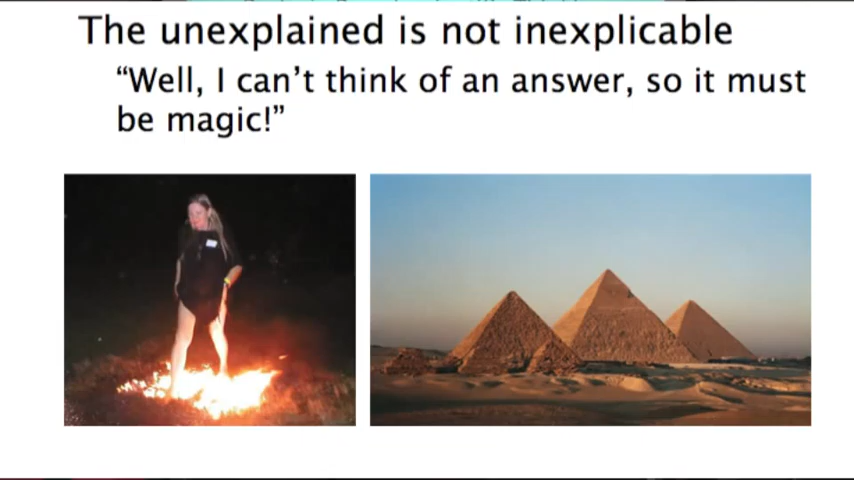 The unexplained is not inexplicable
“Well, I can’t think of an answer, so it must
be magic!”